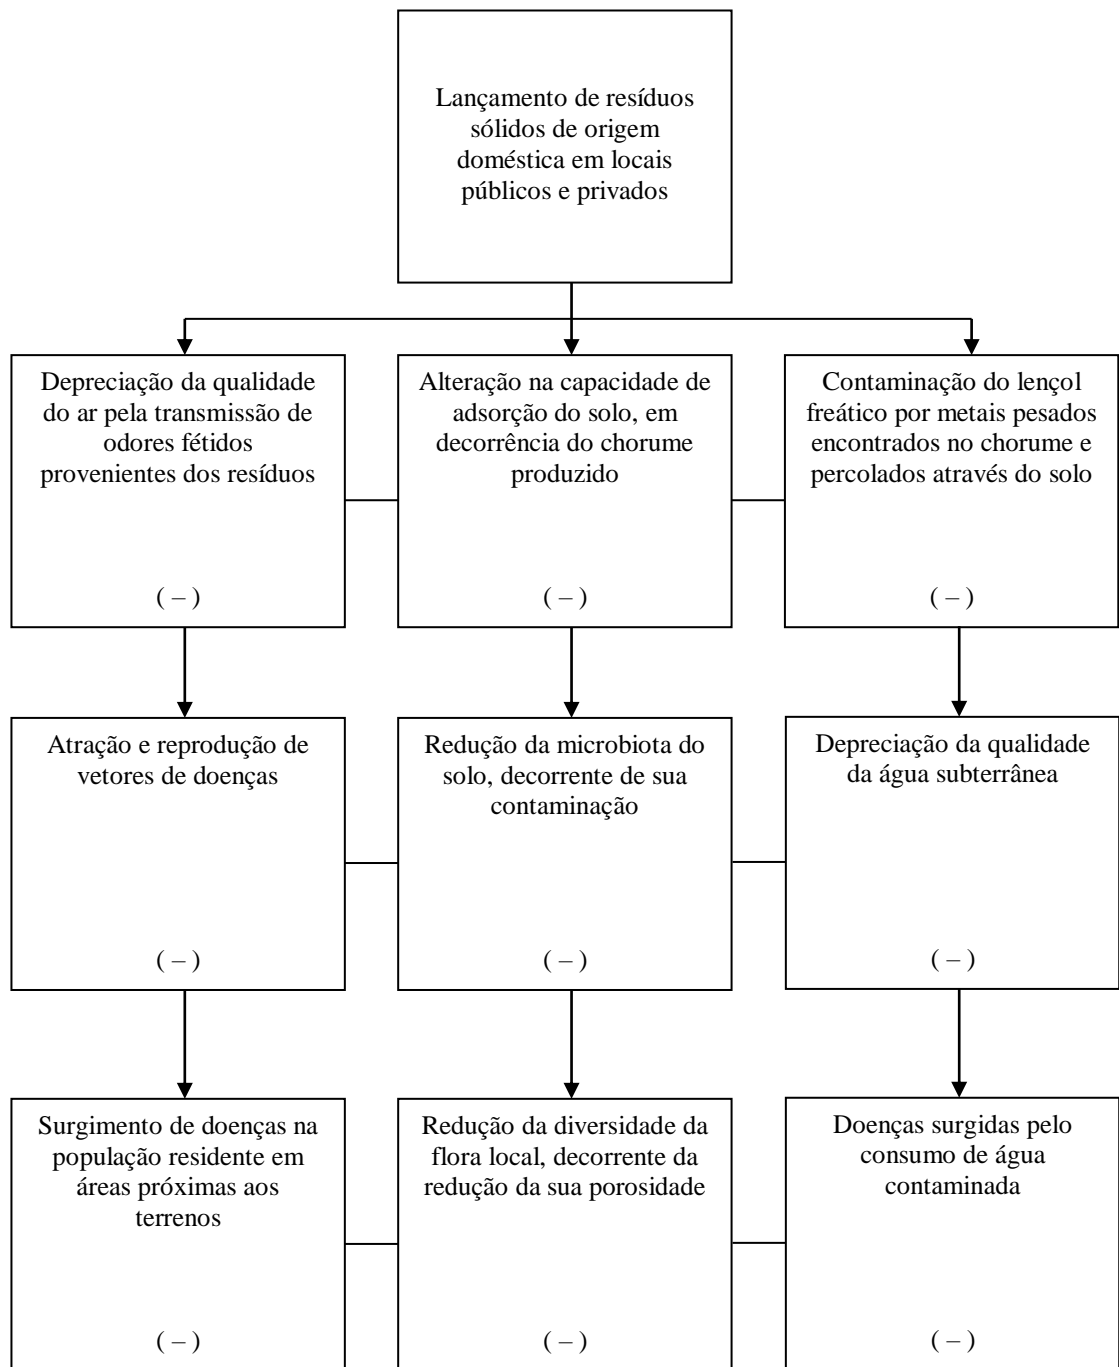 Lançamento de resíduos
sólidos de origem
doméstica em locais
públicos e privados
Depreciação da qualidade
do ar pela transmissão de
odores fétidos
provenientes dos resíduos
( – )
Alteração na capacidade de
adsorção do solo, em
decorrência do chorume
produzido
( – )
Contaminação do lençol
freático por metais pesados
encontrados no chorume e
percolados através do solo
( – )
Atração e reprodução de
vetores de doenças
( – )
Redução da microbiota do
solo, decorrente de sua
contaminação
( – )
Depreciação da qualidade
da água subterrânea
( – )
Surgimento de doenças na
população residente em
áreas próximas aos
terrenos
( – )
Redução da diversidade da
flora local, decorrente da
redução da sua porosidade
( – )
Doenças surgidas pelo
consumo de água
contaminada
( – )